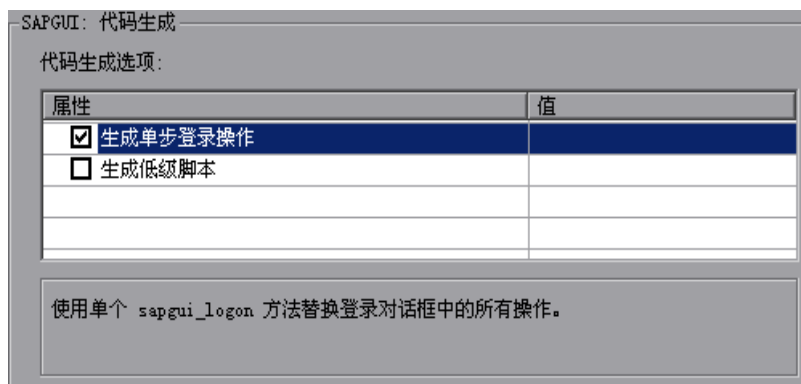 SAPGUI: 代码生成
代码生成选项:
属性 值
生成单步登录操作
生成低级脚本
使用单个 sapgui_logon 方法替换登录对话框中的所有操作。